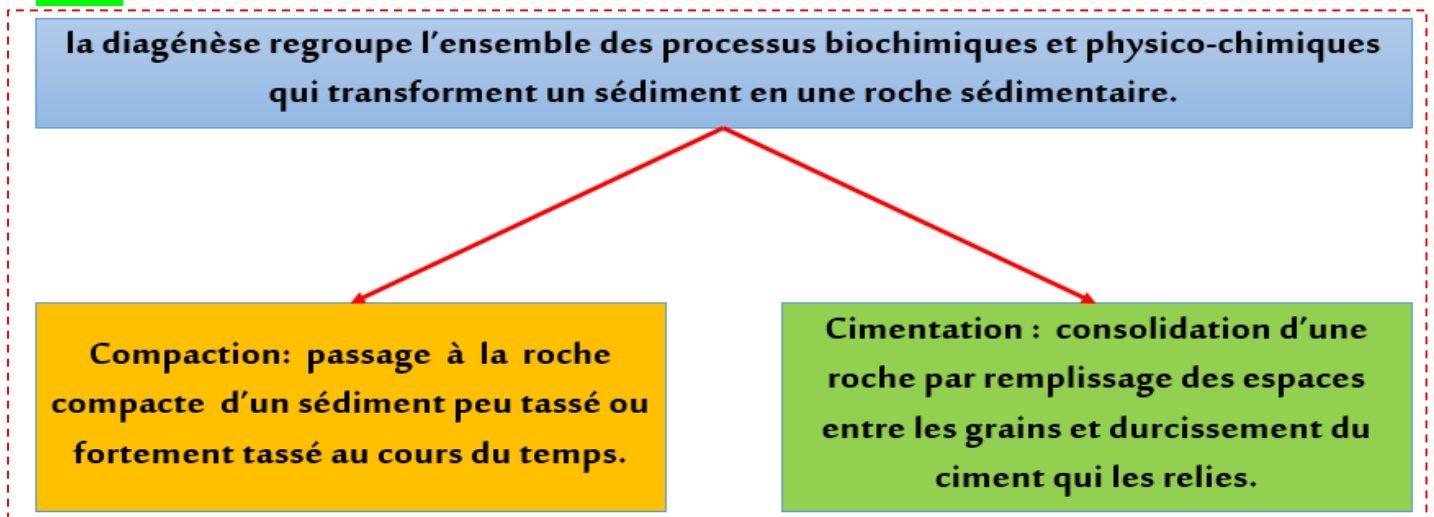 la diagénèse regroupe l'ensemble des processus biochimiques et physico-chimiques
qui transforment un sédiment en une roche sédimentaire.
Compaction: passage à la roche
compacte d'un sédiment peu tassé ou
fortement tassé au cours du temps.
Cimentation : consolidation d'une
roche par remplissage des espaces
entre les grains et durcissement du
ciment qui les relies.